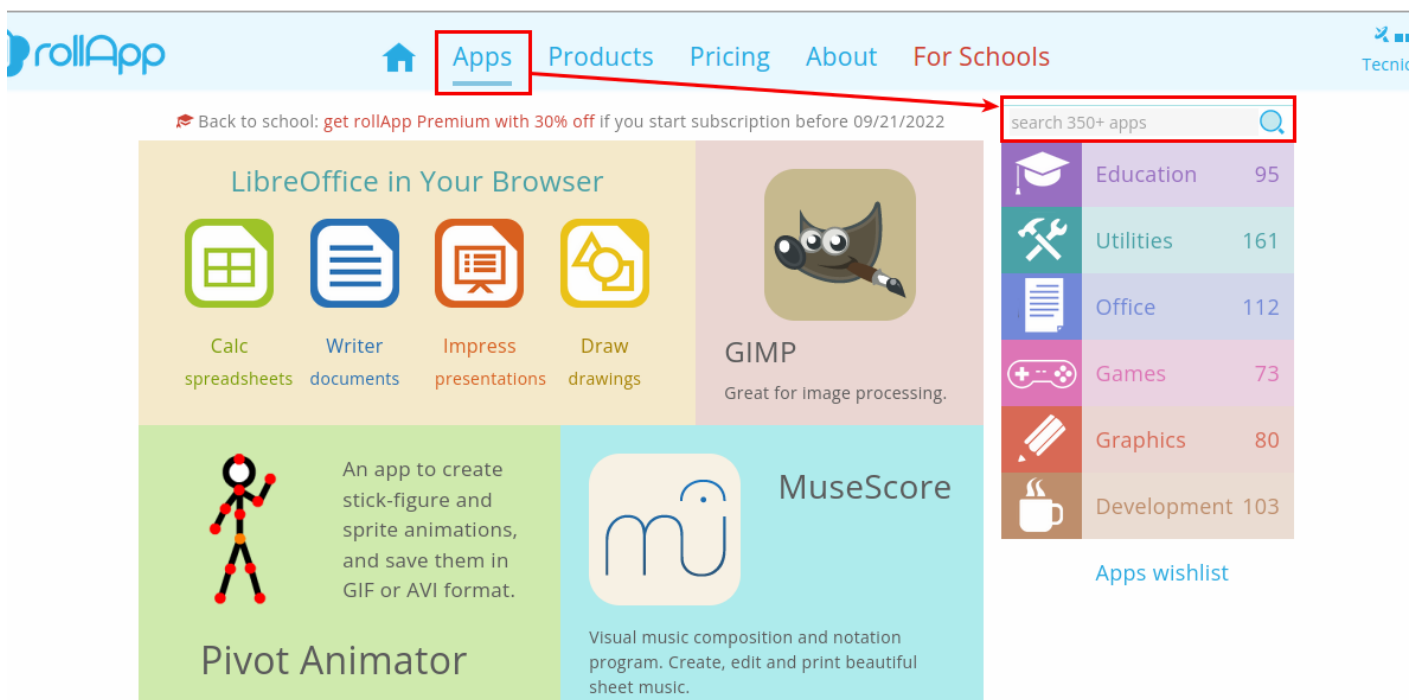 rollApp
Apps Products Pricing About For Schools
Back to school: get rollApp Premium with 30% off if you start subscription before 09/21/2022
search 350+ apps
LibreOffice in Your Browser
Calc
spreadsheets
Writer
documents
Impress
presentations
Draw
drawings
GIMP
Great for image processing.
Education 95
Utilities 161
Office 112
Games 73
Graphics 80
Development 103
Apps wishlist
An app to create
stick-figure and
sprite animations,
and save them in
GIF or AVI format.
Pivot Animator
MuseScore
Visual music composition and notation
program. Create, edit and print beautiful
sheet music.